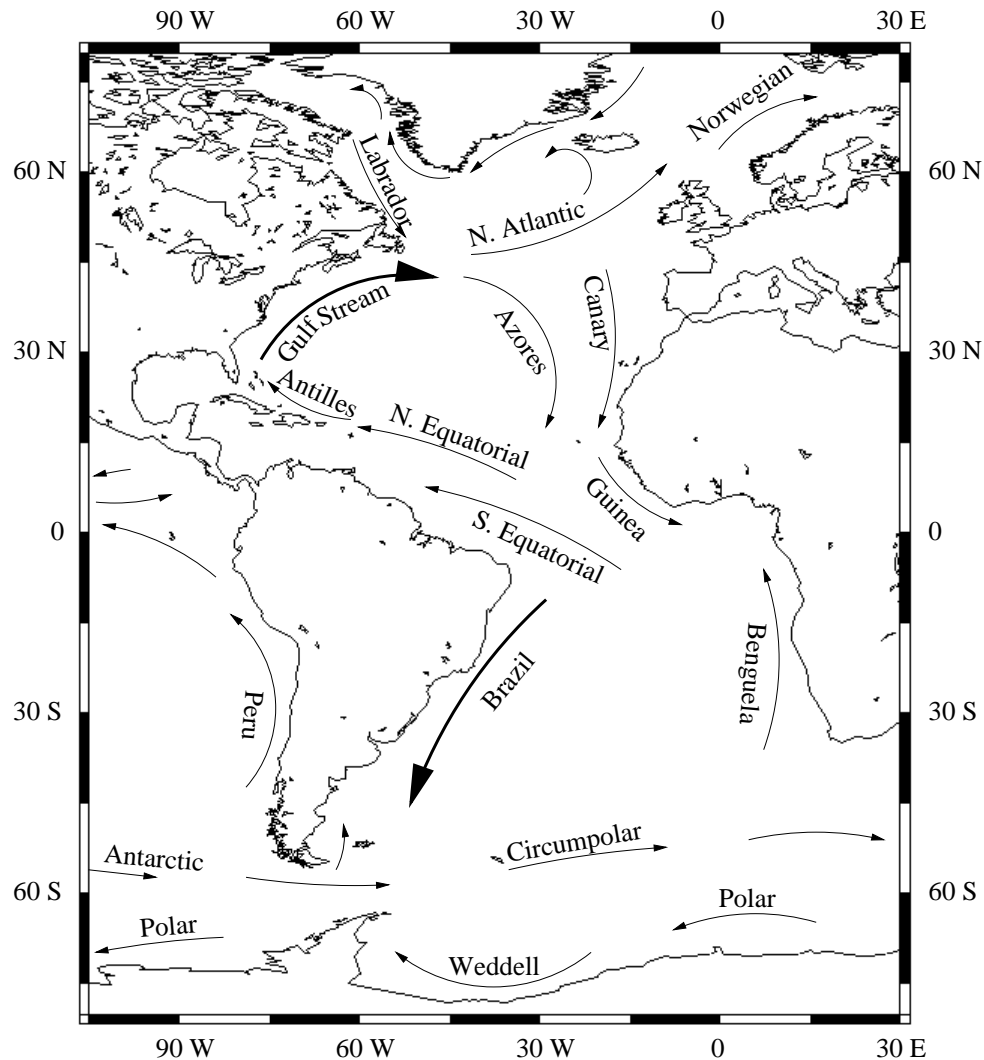 90 W 60 W 30 W 0 30 E
Norwegian
Labrador
60 N 60 N
N. Atlantic
Canary
Gulf Stream
Azores
30 N 30 N
Antilles
N. Equatorial
Guinea
S. Equatorial
0 0
Benguela
Brazil
Peru
30 S 30 S
Circumpolar
Antarctic
60 S 60 S
Polar
Polar
Weddell
90 W 60 W 30 W 0 30 E